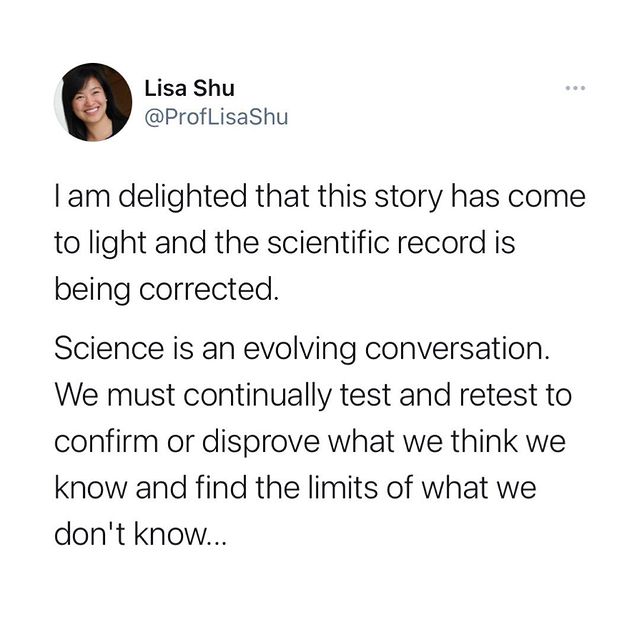 Lisa Shu
@ProfLisaShu
I am delighted that this story has come
to light and the scientific record is
being corrected.
Science is an evolving conversation.
We must continually test and retest to
confirm or disprove what we think we
know and find the limits of what we
don't know...